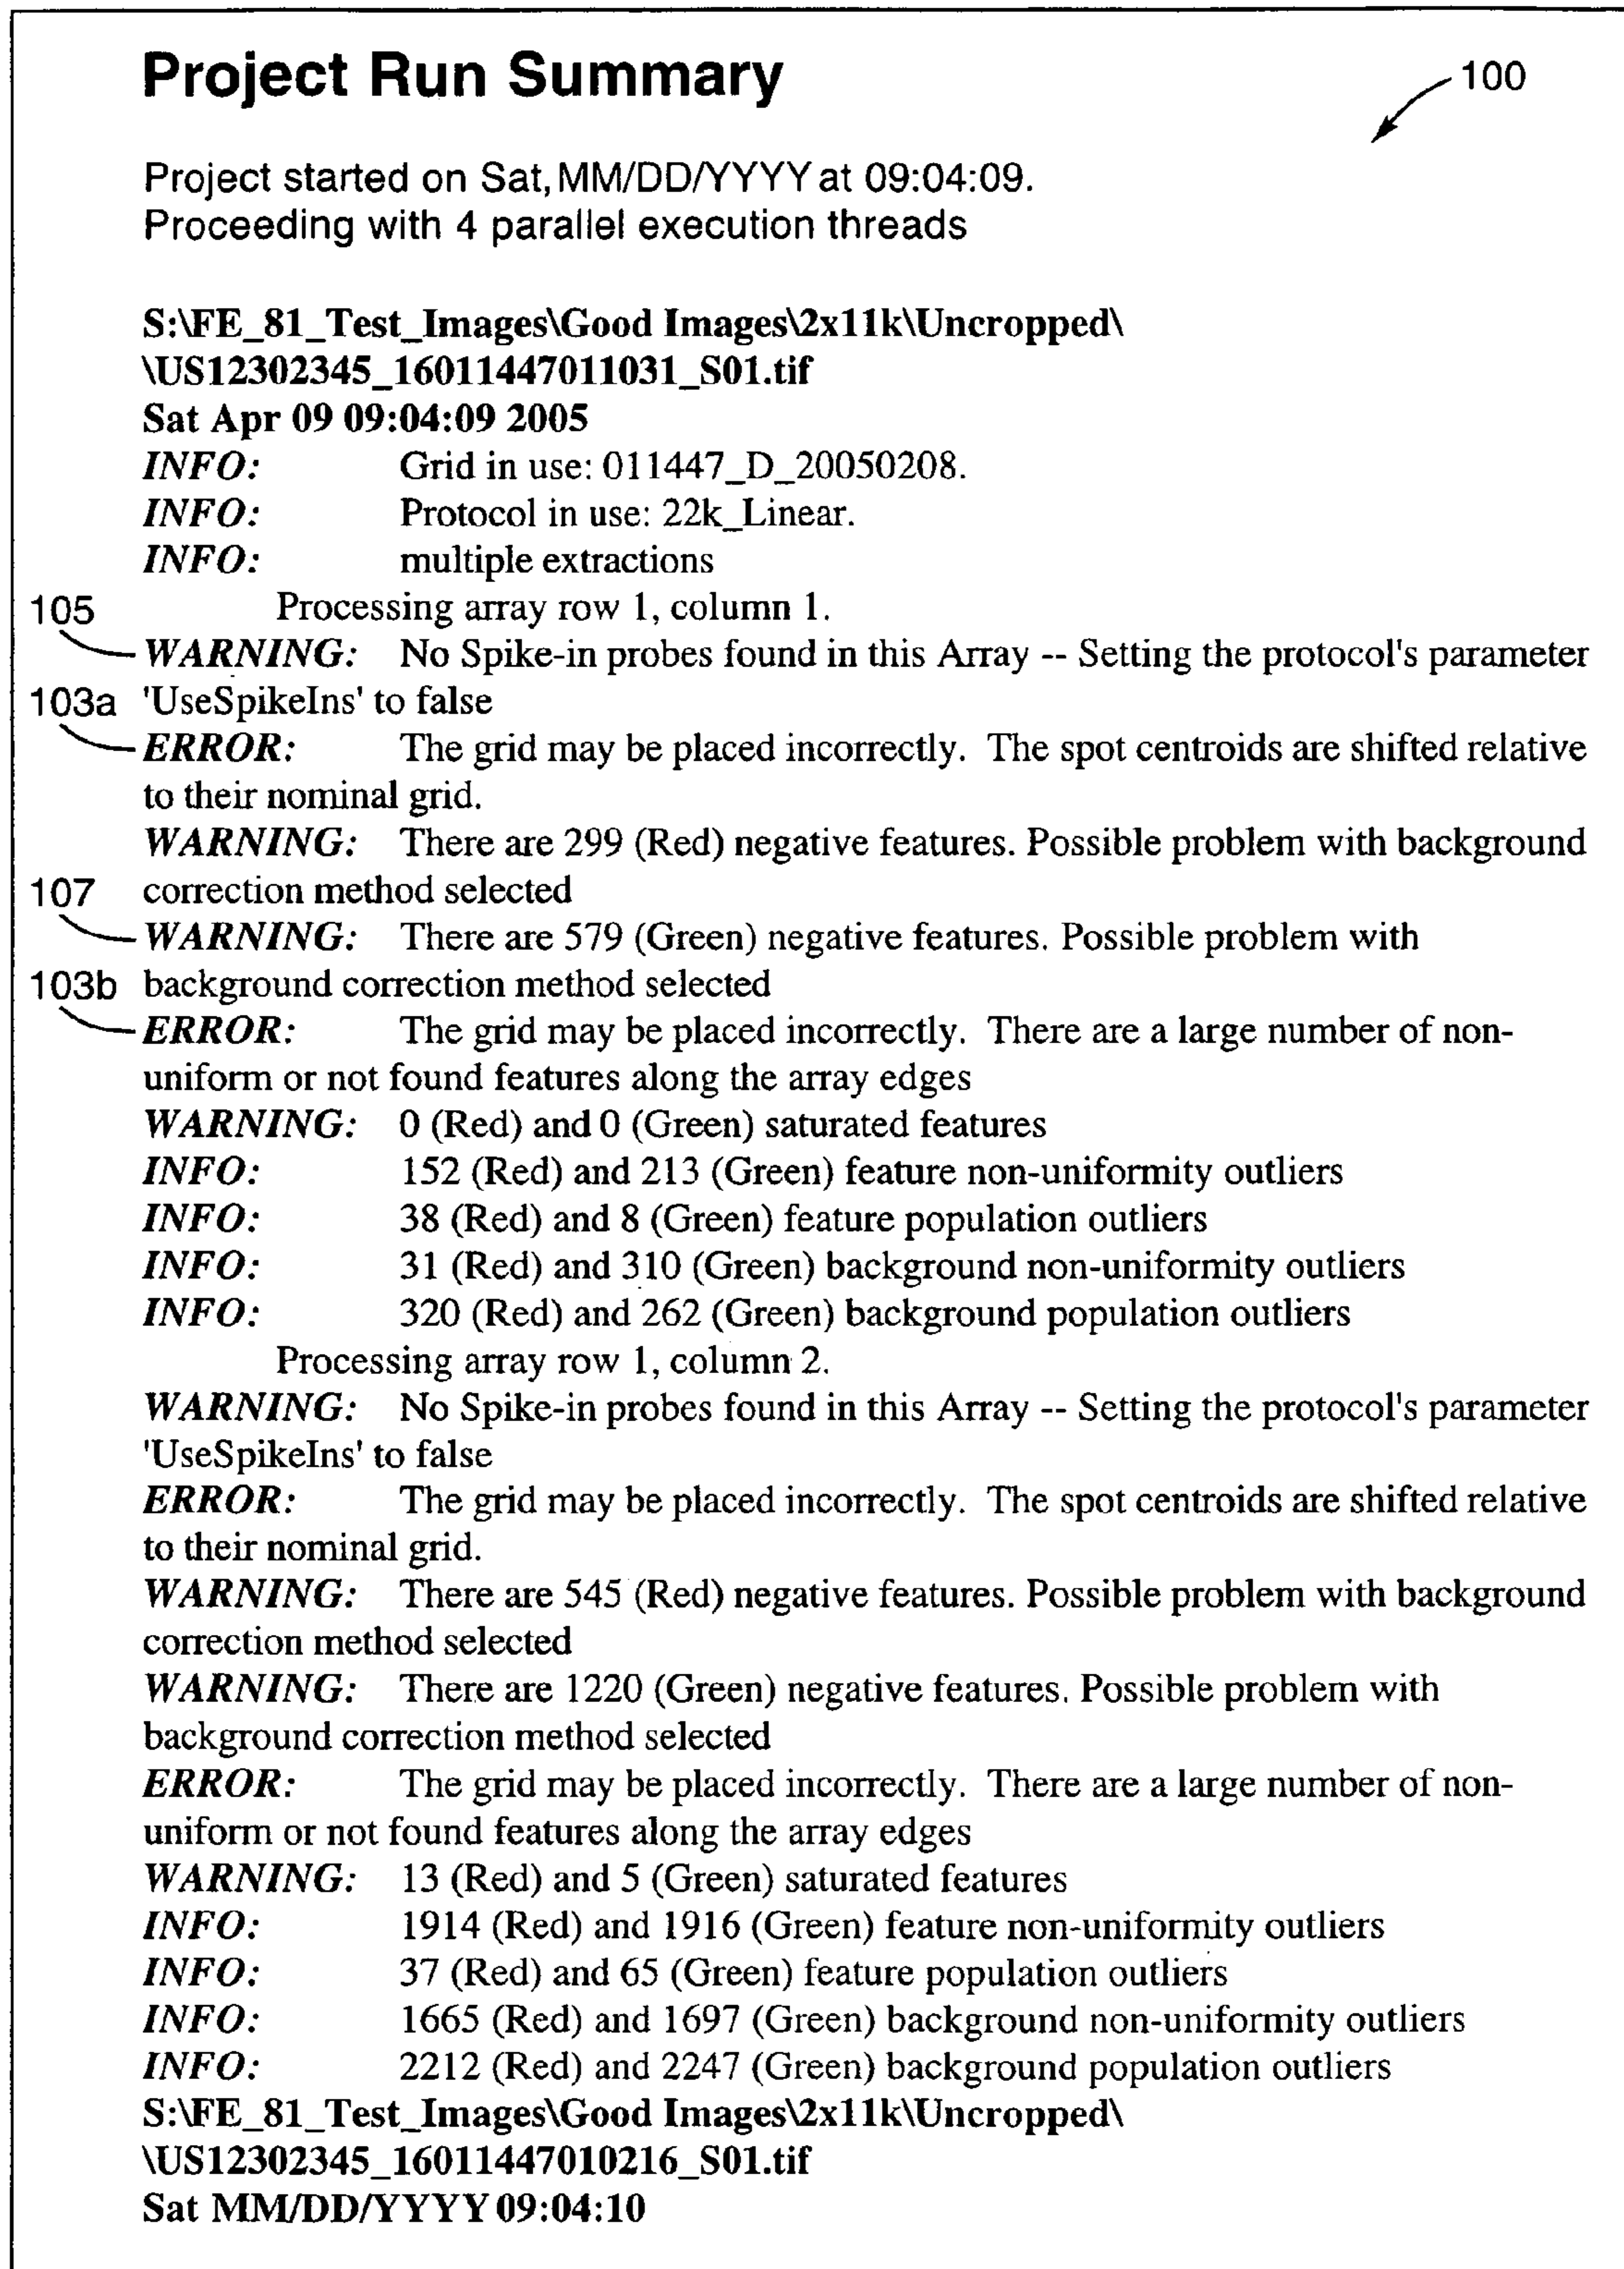 Project Run Summary
100
Project started on Sat, MM/DD/YYYY at 09:04:09.
Proceeding with 4 parallel execution threads
S:\FE_81_Test_Images\Good Images\2x11k\Uncropped\
\US12302345_16011447011031_S01.tif
Sat Apr 09 09:04:09 2005
INFO: Grid in use: 011447_D_20050208.
INFO: Protocol in use: 22k_Linear.
INFO: multiple extractions
105 Processing array row 1, column 1.
WARNING: No Spike-in probes found in this Array -- Setting the protocol's parameter
103a 'UseSpikeIns' to false
ERROR: The grid may be placed incorrectly. The spot centroids are shifted relative
to their nominal grid.
WARNING: There are 299 (Red) negative features. Possible problem with background
107 correction method selected
WARNING: There are 579 (Green) negative features. Possible problem with
103b background correction method selected
ERROR: The grid may be placed incorrectly. There are a large number of non-
uniform or not found features along the array edges
WARNING: 0 (Red) and 0 (Green) saturated features
INFO: 152 (Red) and 213 (Green) feature non-uniformity outliers
INFO: 38 (Red) and 8 (Green) feature population outliers
INFO: 31 (Red) and 310 (Green) background non-uniformity outliers
INFO: 320 (Red) and 262 (Green) background population outliers
Processing array row 1, column 2.
WARNING: No Spike-in probes found in this Array -- Setting the protocol's parameter
'UseSpikeIns' to false
ERROR: The grid may be placed incorrectly. The spot centroids are shifted relative
to their nominal grid.
WARNING: There are 545 (Red) negative features. Possible problem with background
correction method selected
WARNING: There are 1220 (Green) negative features. Possible problem with
background correction method selected
ERROR: The grid may be placed incorrectly. There are a large number of non-
uniform or not found features along the array edges
WARNING: 13 (Red) and 5 (Green) saturated features
INFO: 1914 (Red) and 1916 (Green) feature non-uniformity outliers
INFO: 37 (Red) and 65 (Green) feature population outliers
INFO: 1665 (Red) and 1697 (Green) background non-uniformity outliers
INFO: 2212 (Red) and 2247 (Green) background population outliers
S:\FE_81_Test_Images\Good Images\2x11k\Uncropped\
\US12302345_16011447010216_S01.tif
Sat MM/DD/YYYY 09:04:10